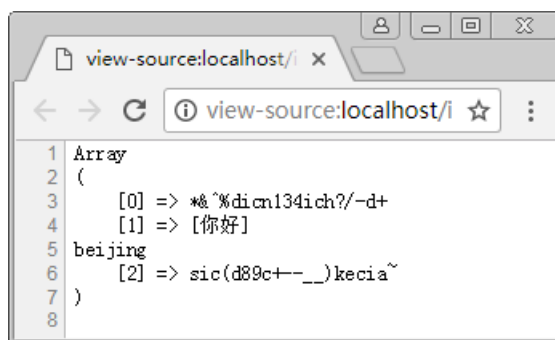 view-source:localhost/i
view-source:localhost/i
1 Array
2 (
3     [0] => *&^%dicn134ich?/-d+
4     [1] => [你好]
5 beijing
6     [2] => sic(d89c+--__)kecia~
7 )
8